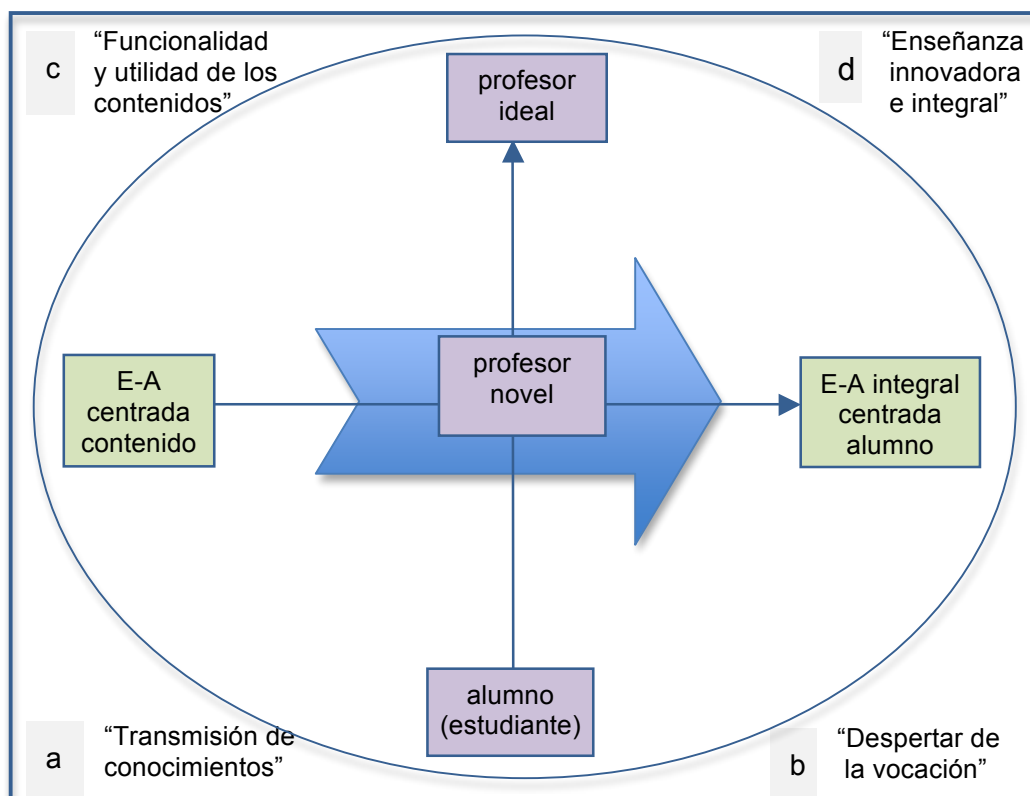 c
“Funcionalidad
y utilidad de los
contenidos”
profesor
ideal
d
“Enseñanza
innovadora
e integral”
E-A
centrada
contenido
profesor
novel
E-A integral
centrada
alumno
a
“Transmisión de
conocimientos”
alumno
(estudiante)
b
“Despertar de
la vocación”